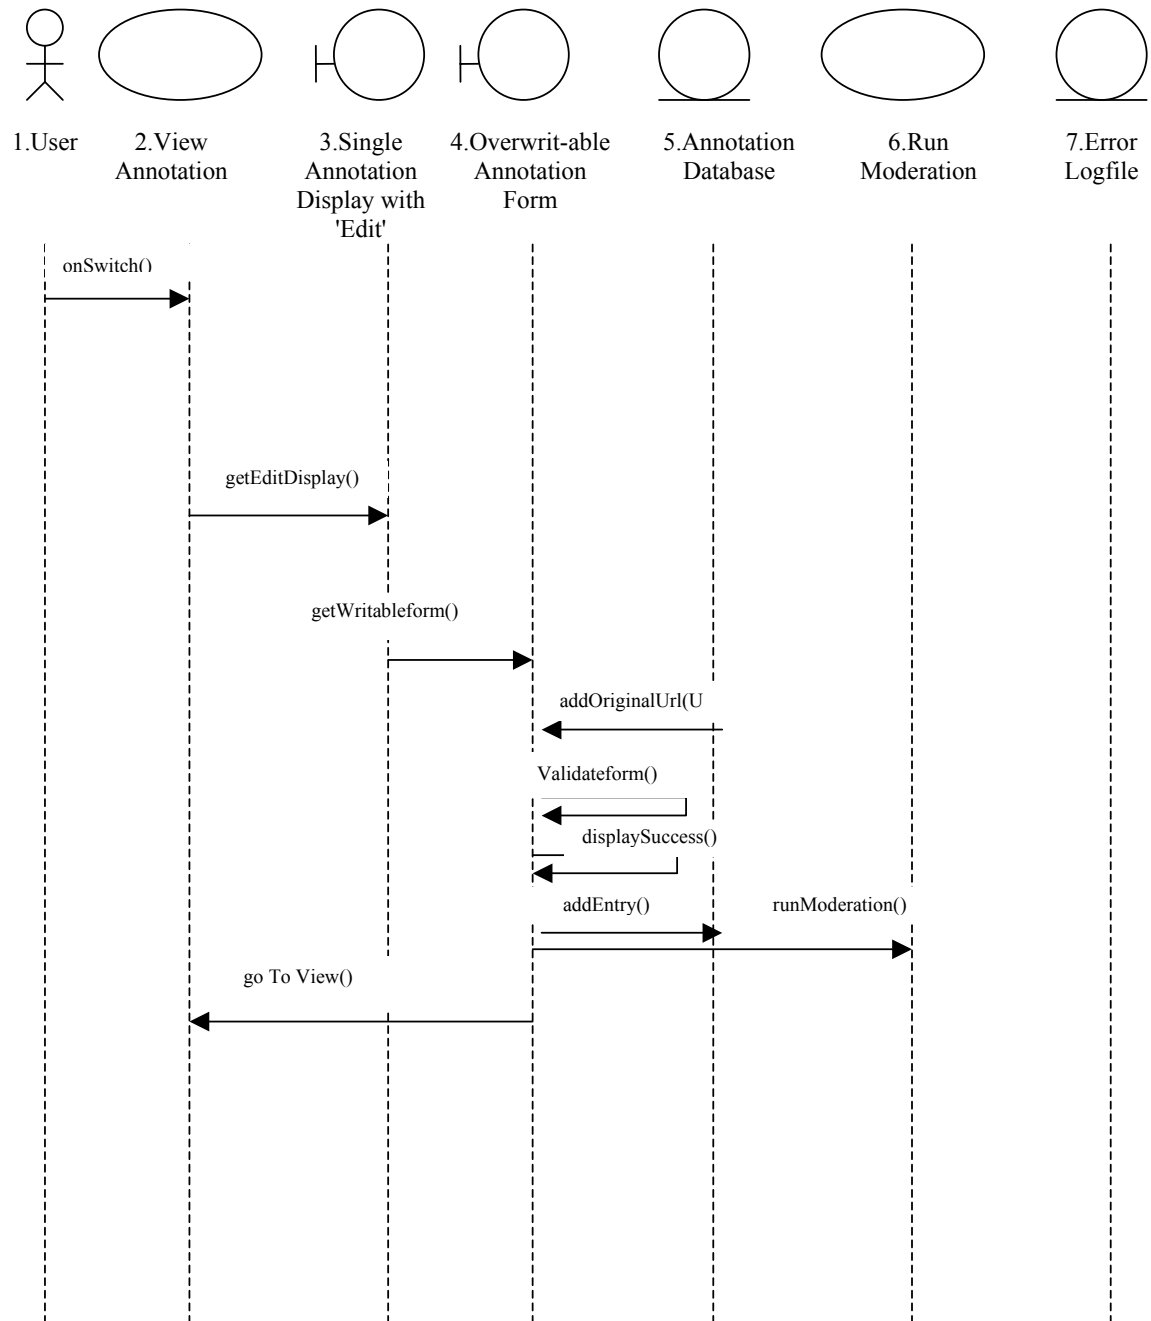 1.User
2.View
Annotation
3.Single
Annotation
Display with
'Edit'
4.Overwrit-able
Annotation
Form
5.Annotation
Database
6.Run
Moderation
7.Error
Logfile
onSwitch()
getEditDisplay()
getWritableform()
addOriginalUrl(U
Validateform()
displaySuccess()
addEntry()
runModeration()
go To View()